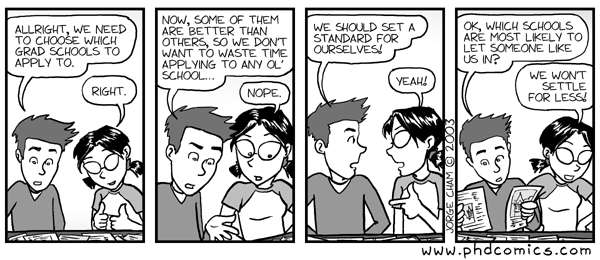 ALLRIGHT, WE NEED
TO CHOOSE WHICH
GRAD SCHOOLS TO
APPLY TO.
RIGHT.
NOW, SOME OF THEM
ARE BETTER THAN
OTHERS, SO WE DON'T
WANT TO WASTE TIME
APPLYING TO ANY OL'
SCHOOL...
NOPE.
WE SHOULD SET A
STANDARD FOR
OURSELVES!
YEAH!
JORGE CHAM © 2003
OK, WHICH SCHOOLS
ARE MOST LIKELY TO
LET SOMEONE LIKE
US IN?
WE WON'T
SETTLE
FOR LESS!
www.phdcomics.com